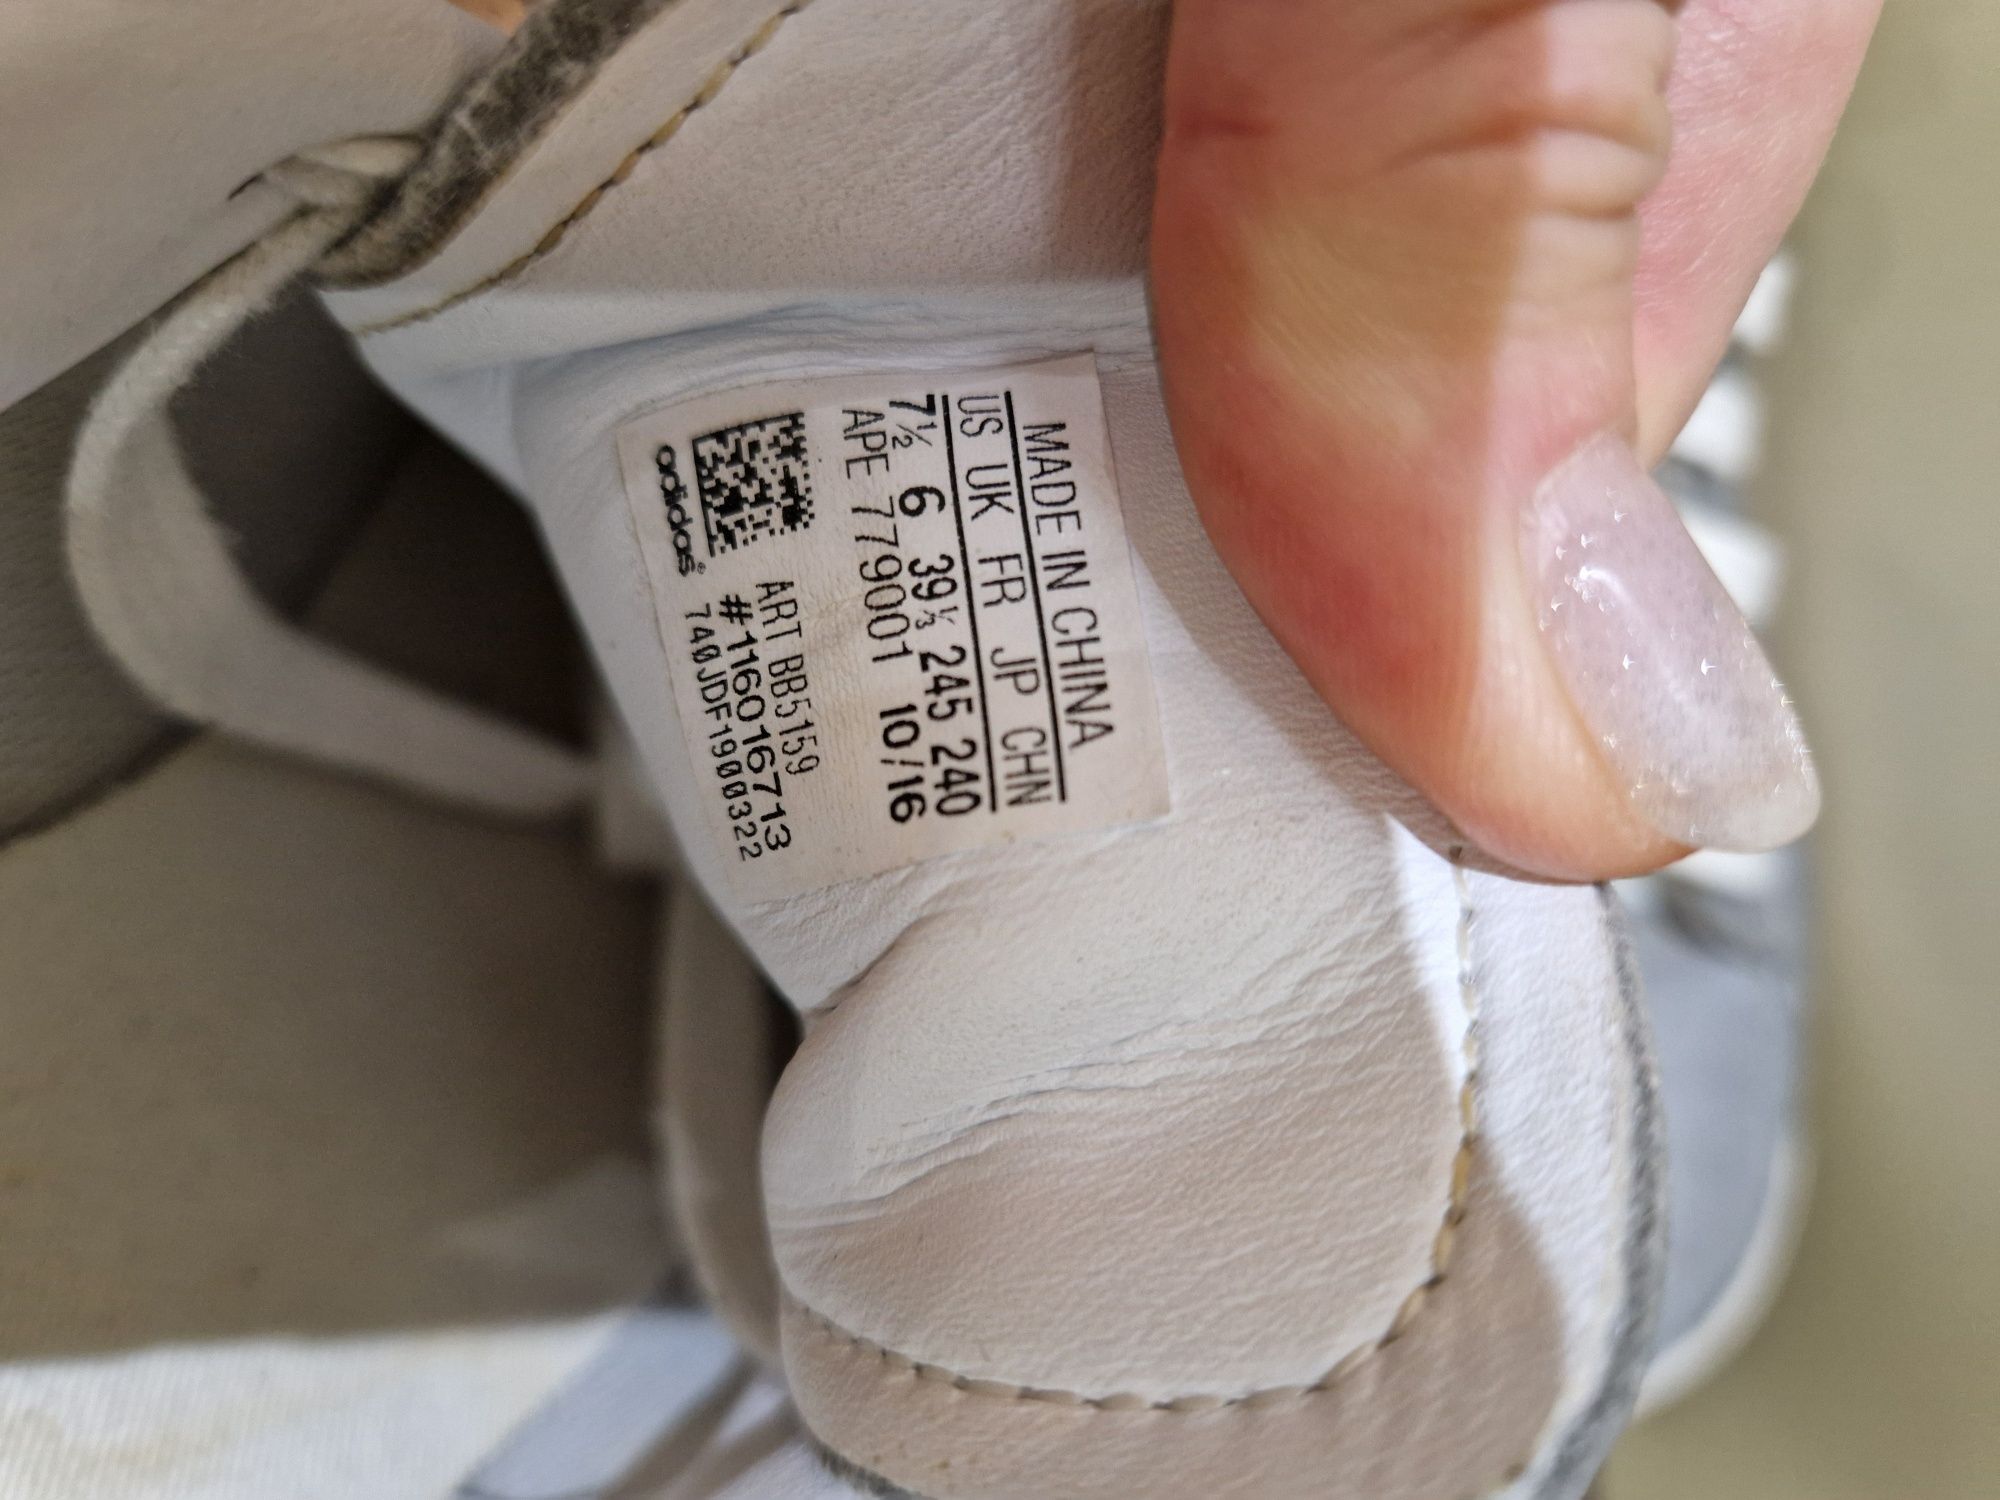 MADE IN CHINA
US UK FR JP CHN
7½ 6 39⅓ 245 240
APE 779001 10/16
ART BB5159
#116016713
740JDF1900322
adidas®